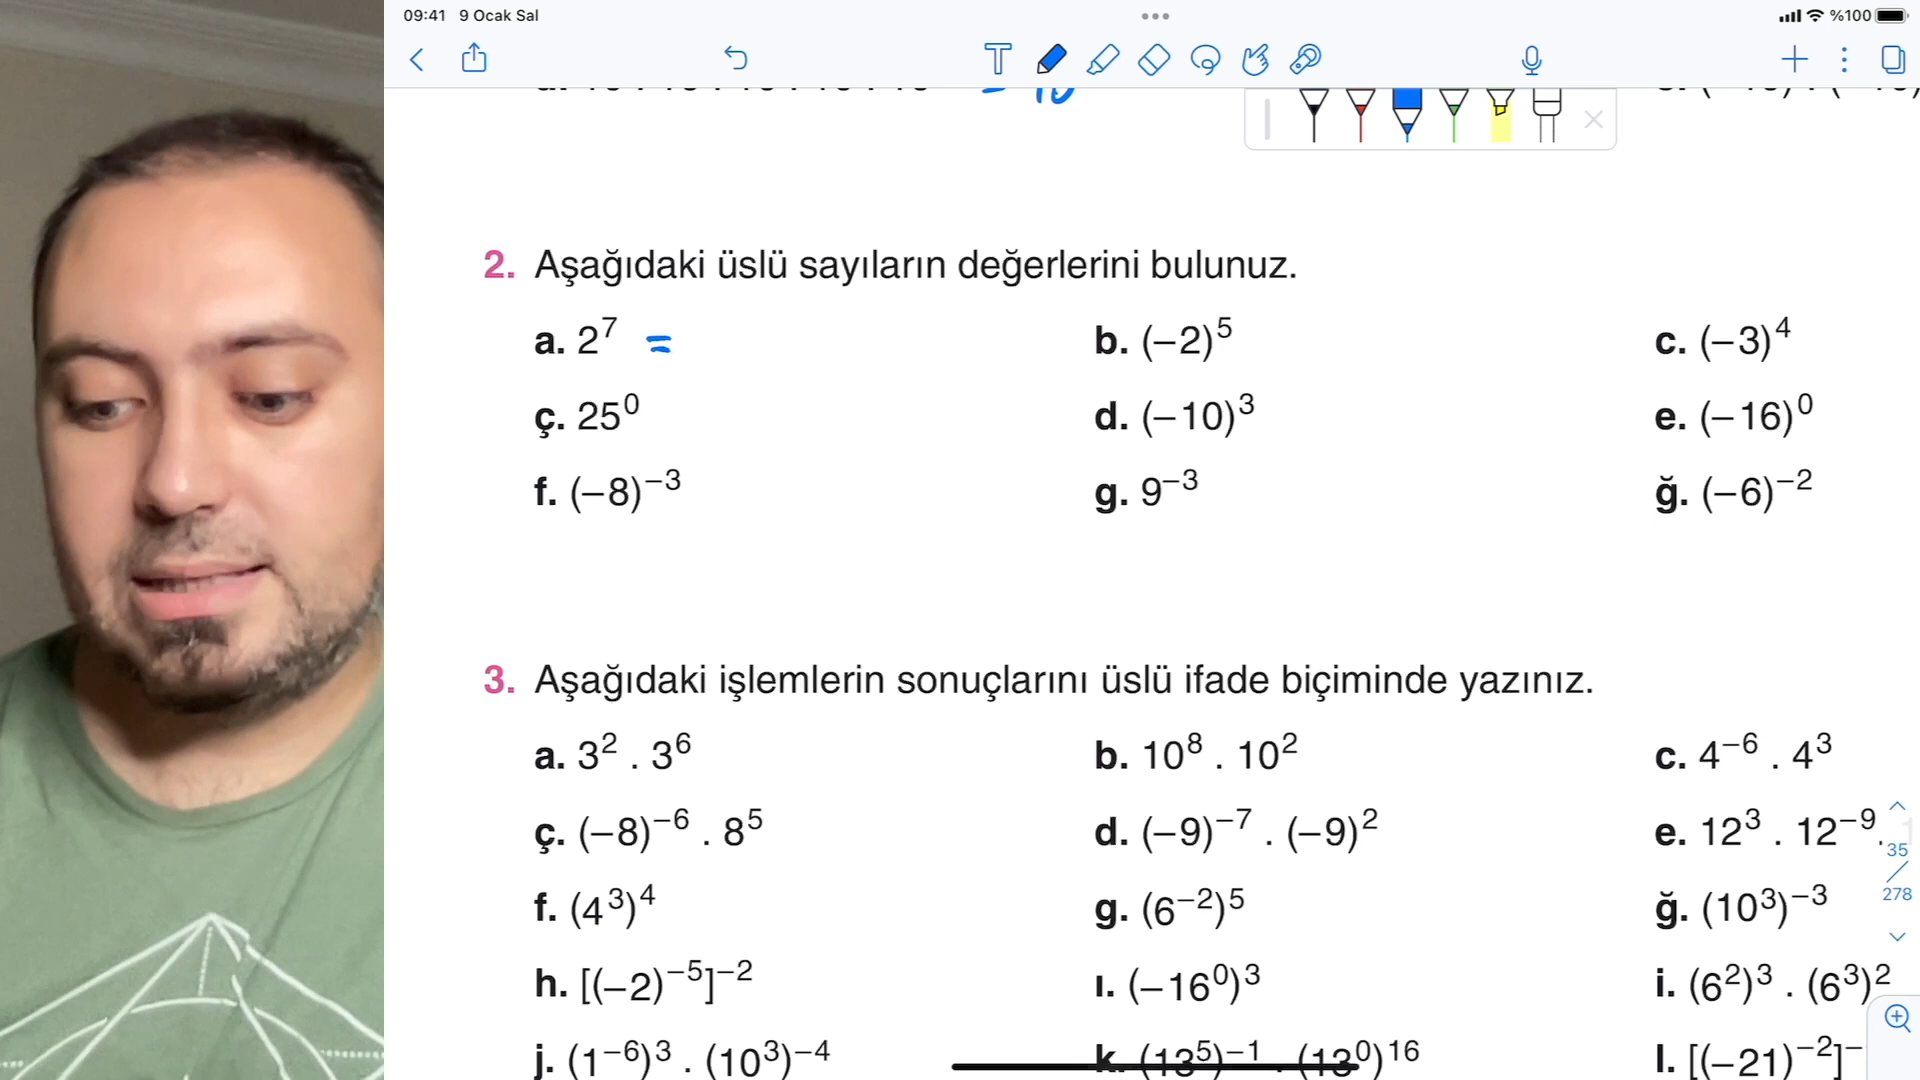 09:41 9 Ocak Sal %100
2. Aşağıdaki üslü sayıların değerlerini bulunuz.
a. 2⁷ = b. (−2)⁵ c. (−3)⁴
ç. 25⁰ d. (−10)³ e. (−16)⁰
f. (−8)⁻³ g. 9⁻³ ğ. (−6)⁻²
3. Aşağıdaki işlemlerin sonuçlarını üslü ifade biçiminde yazınız.
a. 3² . 3⁶ b. 10⁸ . 10² c. 4⁻⁶ . 4³
ç. (−8)⁻⁶ . 8⁵ d. (−9)⁻⁷ . (−9)² e. 12³ . 12⁻⁹ .
35
278
f. (4³)⁴ g. (6⁻²)⁵ ğ. (10³)⁻³
h. [(−2)⁻⁵]⁻² ı. (−16⁰)³ i. (6²)³ . (6³)²
j. (1⁻⁶)³ . (10³)⁻⁴ k. (13⁵)⁻¹ . (13⁰)¹⁶ l. [(−21)⁻²]⁻